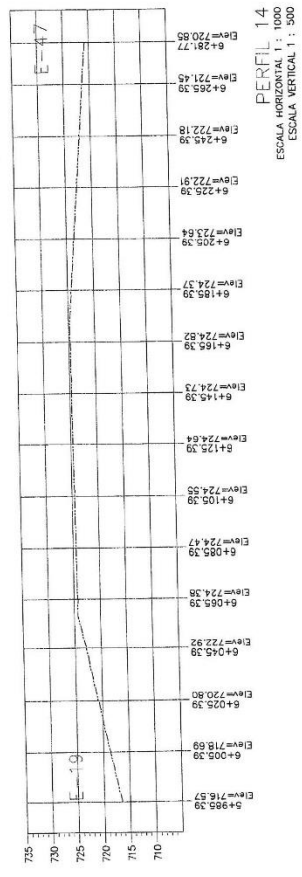 735
730
725
720
715
710
E-19
E-47
5+985.39
Elev=716.57
6+005.39
Elev=718.69
6+025.39
Elev=720.80
6+045.39
Elev=722.92
6+065.39
Elev=724.38
6+085.39
Elev=724.47
6+105.39
Elev=724.55
6+125.39
Elev=724.64
6+145.39
Elev=724.73
6+165.39
Elev=724.82
6+185.39
Elev=724.37
6+205.39
Elev=723.64
6+225.39
Elev=722.91
6+245.39
Elev=722.18
6+265.39
Elev=721.45
6+281.77
Elev=720.85
PERFIL 14
ESCALA HORIZONTAL 1 : 1000
ESCALA VERTICAL 1 : 500